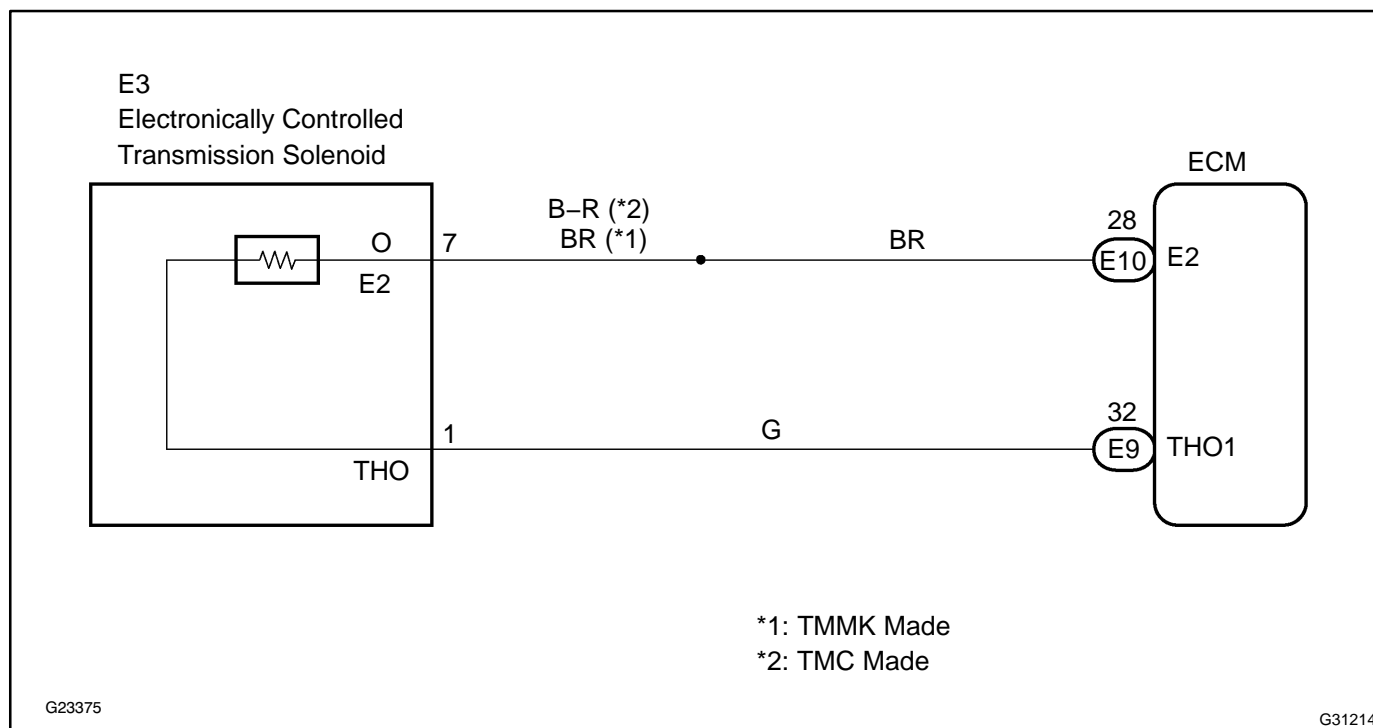 E3
Electronically Controlled
Transmission Solenoid
ECM
B−R (*2)
BR (*1)
BR
O
7
E2
28
E10
E2
1
THO
G
32
E9
THO1
*1: TMMK Made
*2: TMC Made
G23375
G31214